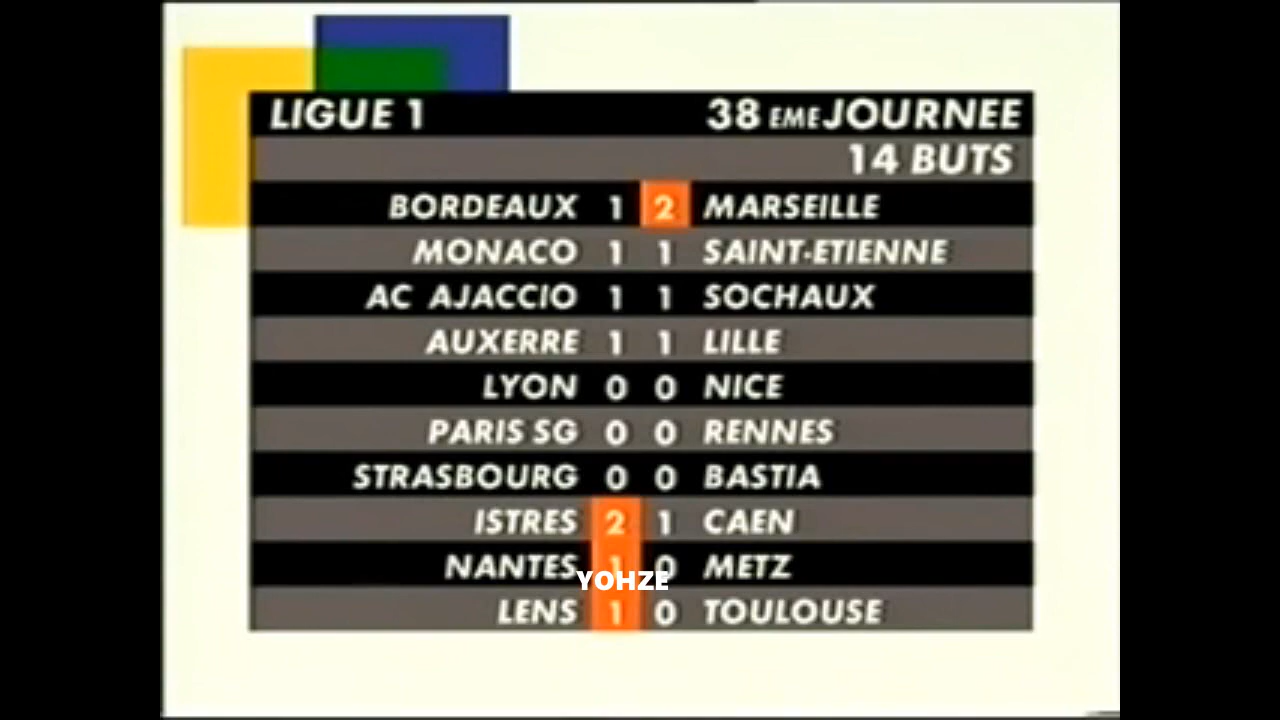 LIGUE 1 38 EME JOURNEE
14 BUTS
BORDEAUX 1 2 MARSEILLE
MONACO 1 1 SAINT-ETIENNE
AC AJACCIO 1 1 SOCHAUX
AUXERRE 1 1 LILLE
LYON 0 0 NICE
PARIS SG 0 0 RENNES
STRASBOURG 0 0 BASTIA
ISTRES 2 1 CAEN
NANTES 1 0 METZ
YOHZE
LENS 1 0 TOULOUSE